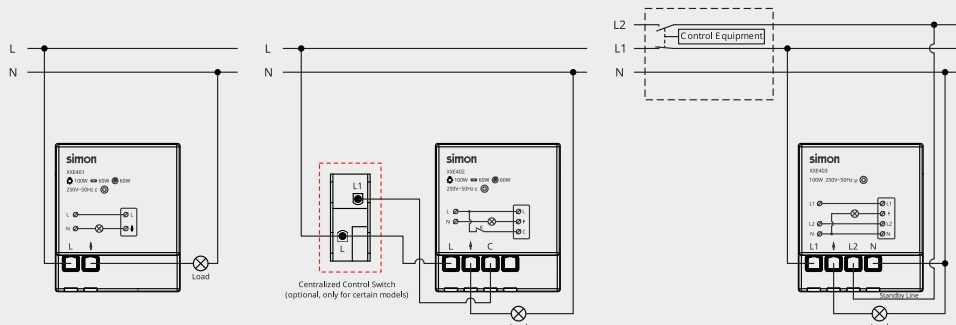 L
N
simon
XXE401
100W 60W 60W
250V~50Hz ε
L L
N
L
Load
L
N
L1
L
Centralized Control Switch
(optional, only for certain models)
simon
XXE402
100W 60W 60W
250V~50Hz ε
L L
N
K C
L C
L2
L1
N
Control Equipment
simon
XXE403
100W 250V~50Hz μ
L1 L1
L2 L2
N N
L1 L2 N
Standby Line
Load